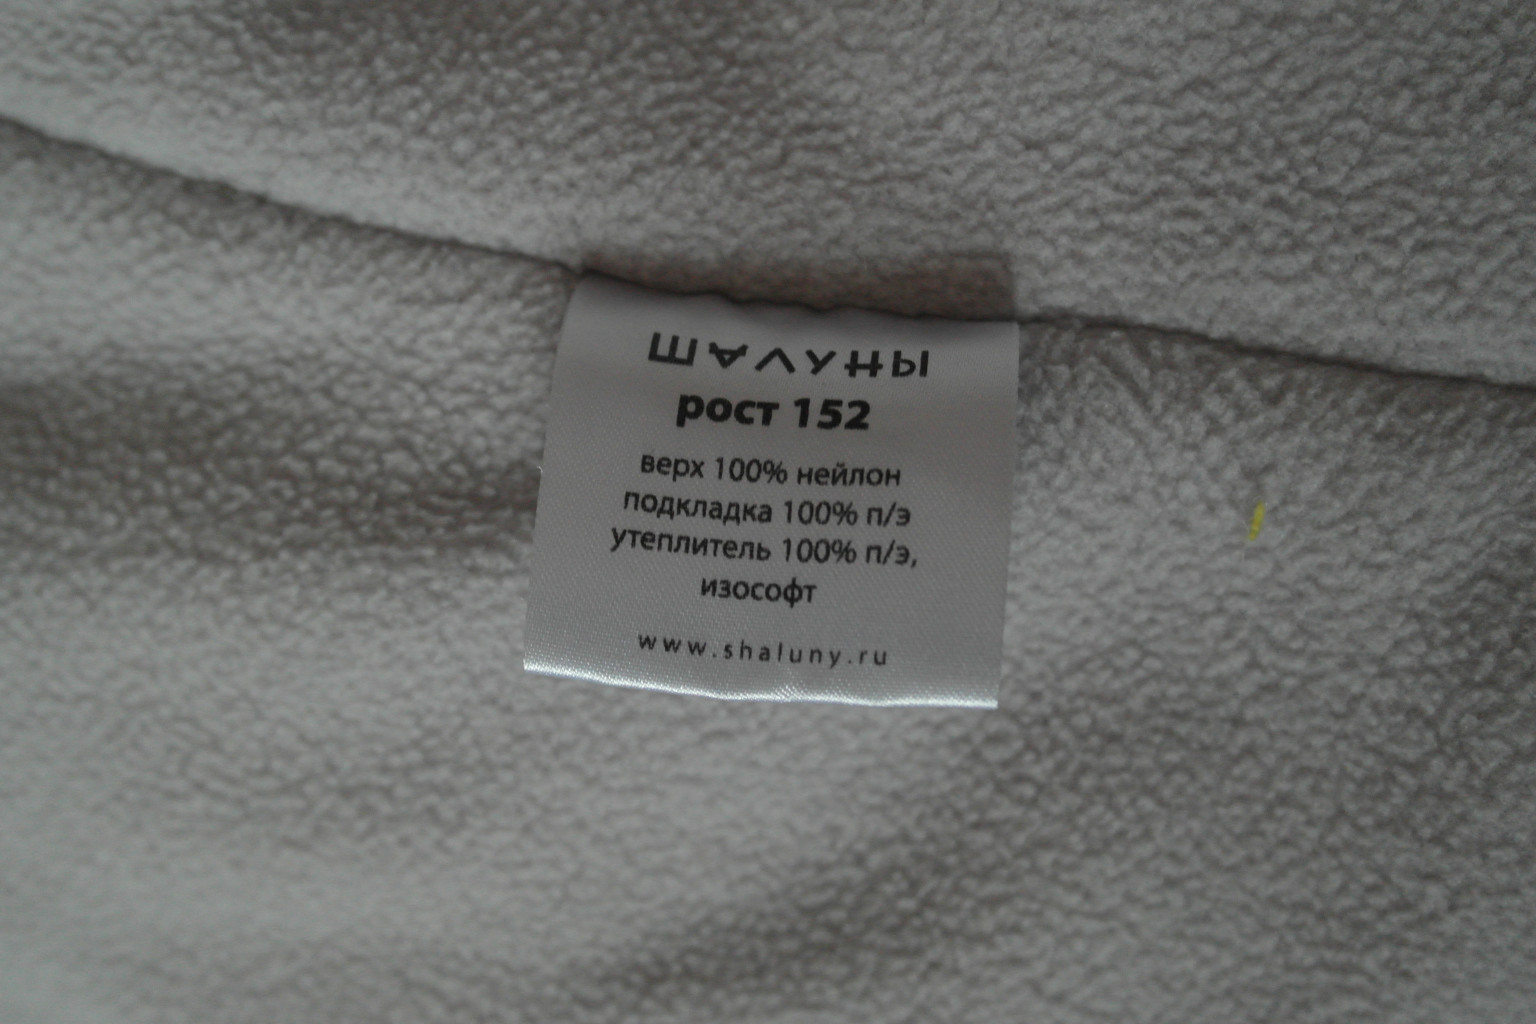 ШАЛУНЫ
рост 152
верх 100% нейлон
подкладка 100% п/э
утеплитель 100% п/э,
изософт
www.shaluny.ru